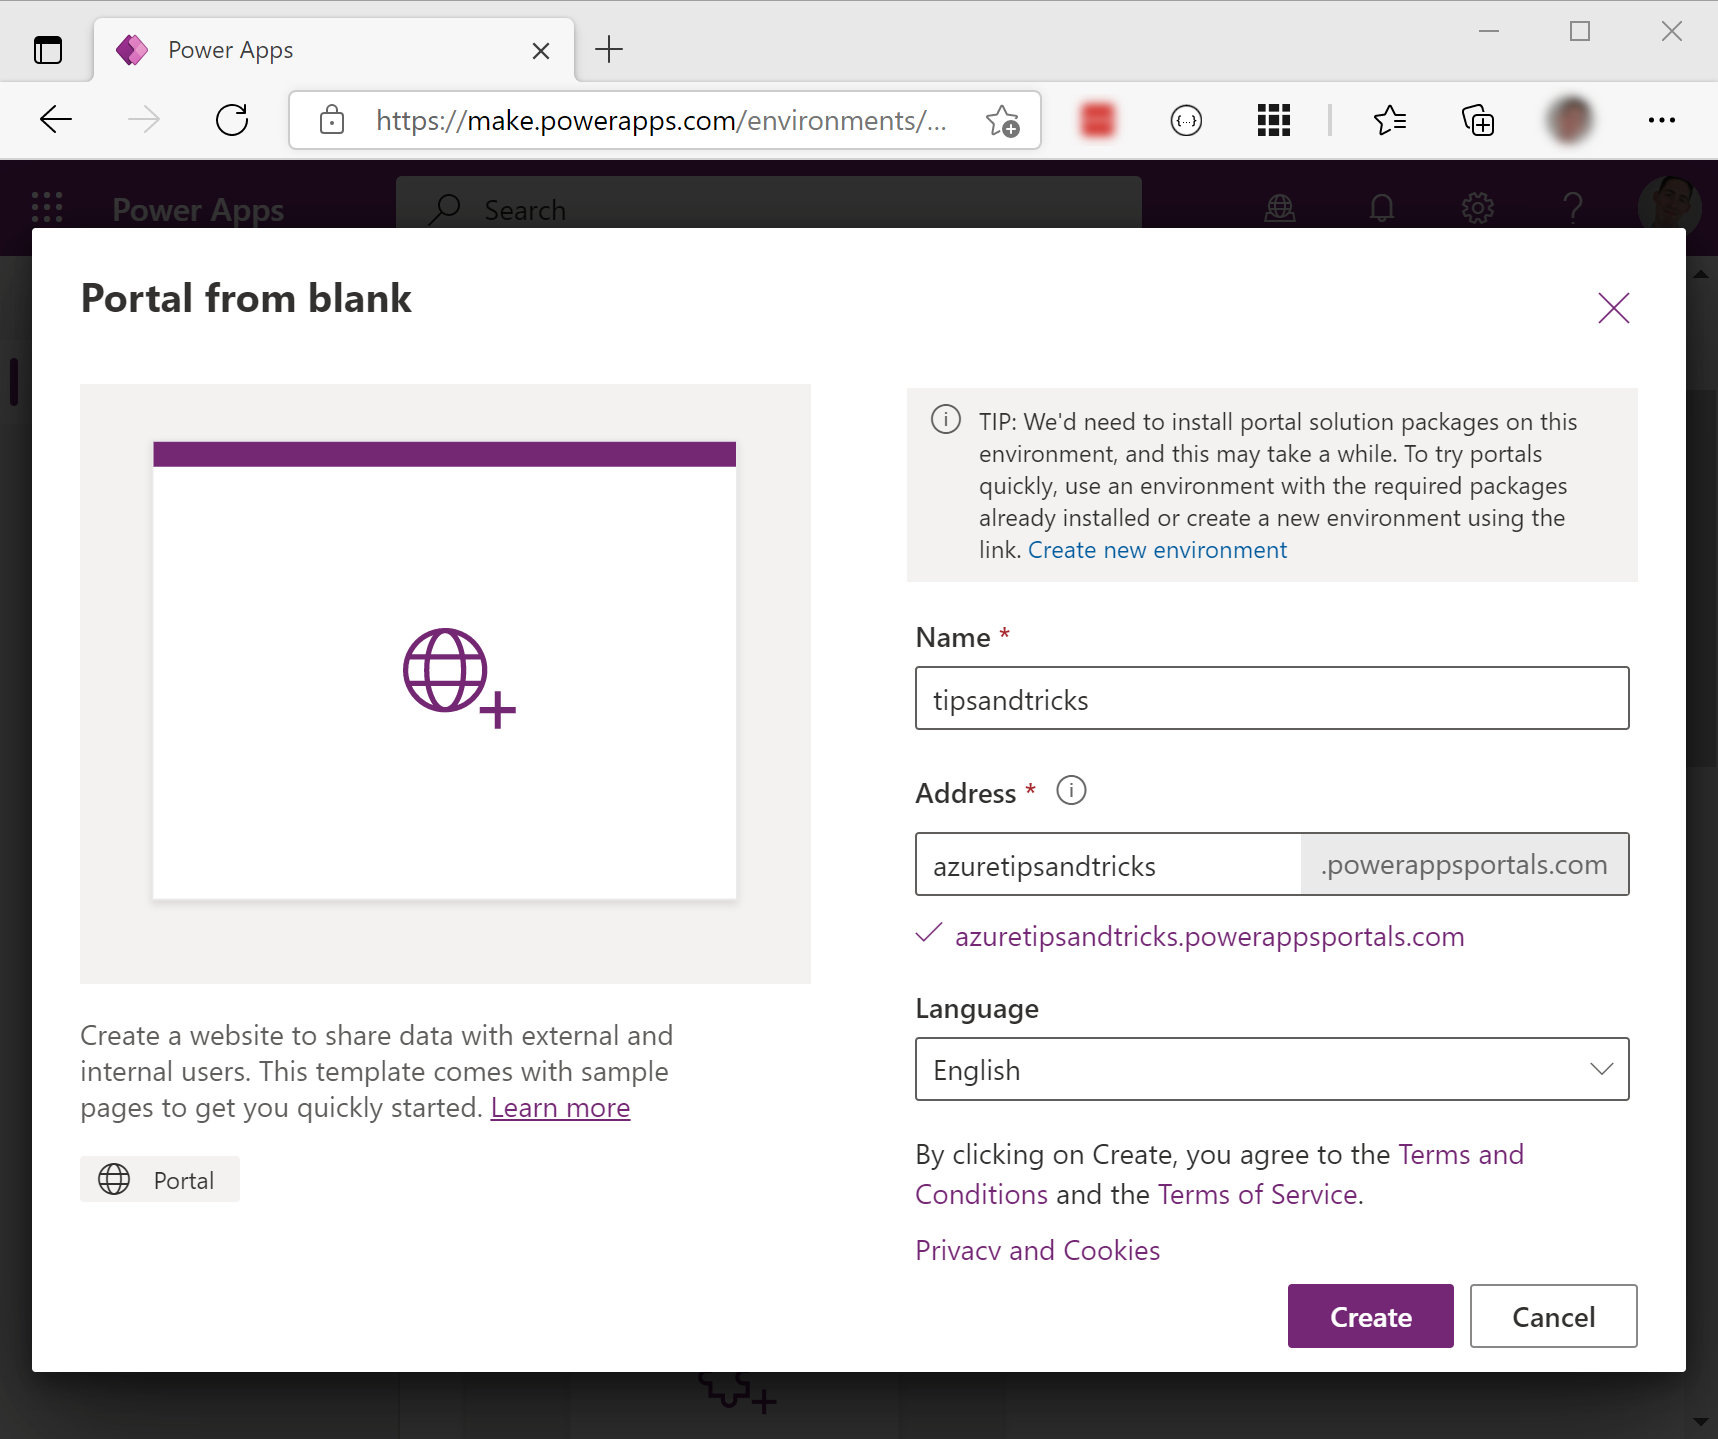 Power Apps
https://make.powerapps.com/environments/...
Power Apps
Search
Portal from blank
TIP: We'd need to install portal solution packages on this
environment, and this may take a while. To try portals
quickly, use an environment with the required packages
already installed or create a new environment using the
link. Create new environment
Name *
tipsandtricks
Address *
azuretipsandtricks
.powerappsportals.com
azuretipsandtricks.powerappsportals.com
Language
English
By clicking on Create, you agree to the Terms and
Conditions and the Terms of Service.
Privacy and Cookies
Create a website to share data with external and
internal users. This template comes with sample
pages to get you quickly started. Learn more
Portal
Create
Cancel